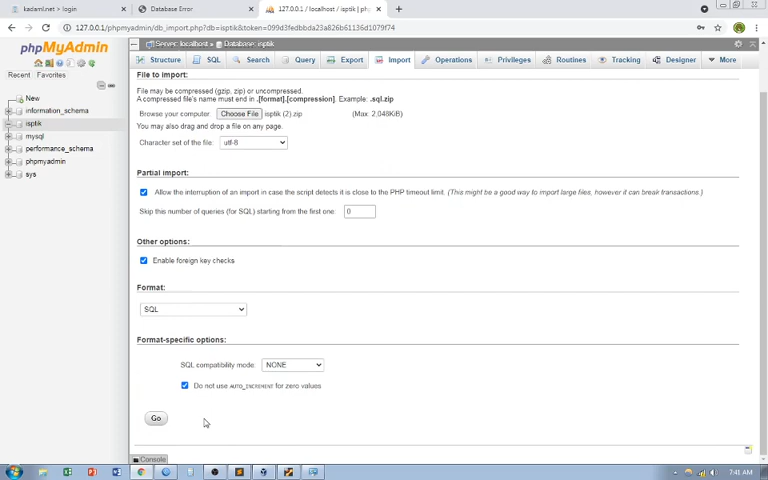 kadaml.net > login
Database Error
127.0.0.1 / localhost / isptik | ph
127.0.0.1/phpmyadmin/db_import.php?db=isptik&token=099d3fedbbda23a826b61136d1079f74
phpMyAdmin
Recent Favorites
New
information_schema
isptik
mysql
performance_schema
phpmyadmin
sys
Server: localhost » Database: isptik
Structure SQL Search Query Export Import Operations Privileges Routines Tracking Designer More
File to import:
File may be compressed (gzip, zip) or uncompressed.
A compressed file's name must end in .[format].[compression]. Example: .sql.zip
Browse your computer: Choose File isptik (2).zip (Max: 2,048KiB)
You may also drag and drop a file on any page.
Character set of the file: utf-8
Partial import:
Allow the interruption of an import in case the script detects it is close to the PHP timeout limit. (This might be a good way to import large files, however it can break transactions.)
Skip this number of queries (for SQL) starting from the first one: 0
Other options:
Enable foreign key checks
Format:
SQL
Format-specific options:
SQL compatibility mode: NONE
Do not use AUTO_INCREMENT for zero values
Go
Console
7:41 AM